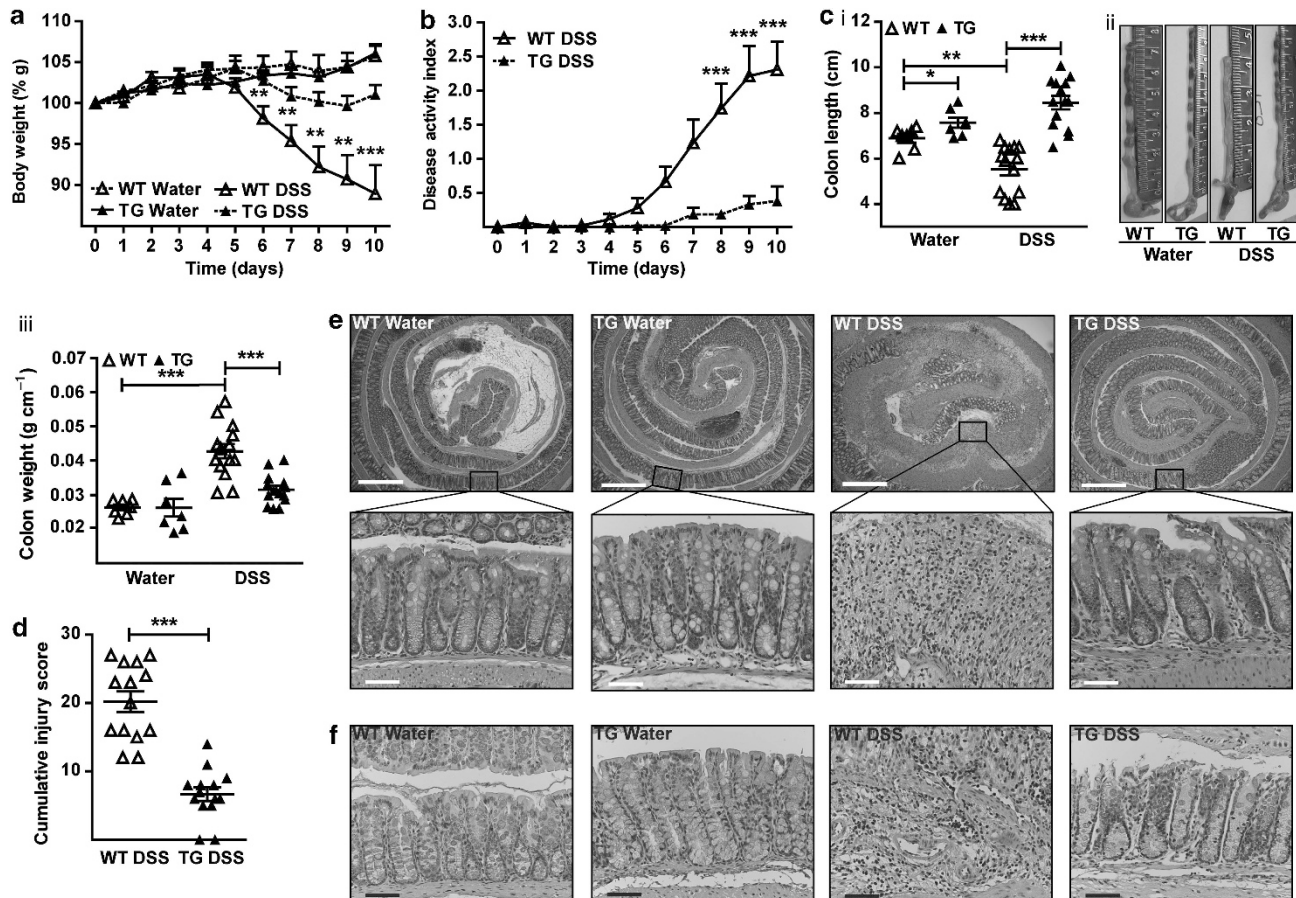 a
Body weight (% g)
110
105
100
95
90
** ** ** ** ***
WT Water
WT DSS
TG Water
TG DSS
0 1 2 3 4 5 6 7 8 9 10
Time (days)
b
Disease activity index
3.0
2.5
2.0
1.5
1.0
0.5
*** *** ***
WT DSS
TG DSS
0 1 2 3 4 5 6 7 8 9 10
Time (days)
c i
WT TG
Colon length (cm)
10
8
6
4
***
**
*
Water DSS
ii
WT TG WT TG
Water DSS
iii
Colon weight (g cm−1)
0.07
0.06
0.05
0.04
0.03
0.02
WT TG
***
***
Water DSS
d
Cumulative injury score
30
20
10
***
WT DSS TG DSS
e
WT Water
TG Water
WT DSS
TG DSS
f
WT Water
TG Water
WT DSS
TG DSS